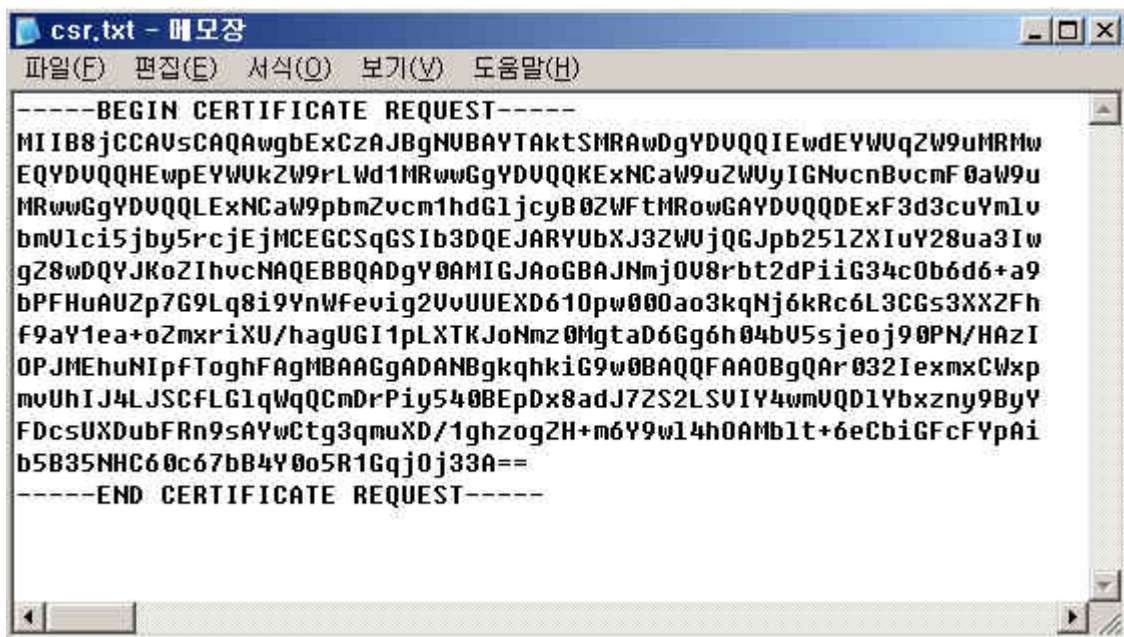 csr.txt - 메모장
파일(F) 편집(E) 서식(O) 보기(V) 도움말(H)
-----BEGIN CERTIFICATE REQUEST-----
MIIB8jCCAVsCAQAwgbExCzAJBgNVBAYTAktSMRAwDgYDVQQIEwdEYWVqZW9uMRMw
EQYDVQQHEwpEYWVkZW9rLWd1MRwwGgYDVQQKExNCaW9uZWVyIGNvcnBvcmF0aW9u
MRwwGgYDVQQLExNCaW9pbmZvcm1hdGljcyB0ZWFtMRowGAYDVQQDExF3d3cuYmlv
bmVlci5jby5rcjEjMCEGCSqGSIb3DQEJARYUbXJ3ZWVjQGJpb25lZXIuY28ua3Iw
gZ8wDQYJKoZIhvcNAQEBBQADgY0AMIGJAoGBAJNmjOV8rbt2dPiiG34cOb6d6+a9
bPFHuAUZp7G9Lq8i9YnWfevig2VvUUEXD61Opw00Oao3kqNj6kRc6L3CGs3XXZFh
f9aY1ea+oZmxriXU/hagUGI1pLXTKJoNmz0MgtaD6Gg6h04bV5sjeoj90PN/HAzI
OPJMEhuNIpfToghFAgMBAAGgADANBgkqhkiG9w0BAQQFAAOBgQAr032IexmxCWxp
mvUhIJ4LJSCfLGlqWqQCmDrPiy540BEpDx8adJ7ZS2LSVIY4wmVQDlYbxzny9ByY
FDcsUXDubFRn9sAYwCtg3qmuXD/1ghzogZH+m6Y9wl4hOAMblt+6eCbiGFcFYpAi
b5B35NHC60c67bB4Y0o5R1GqjOj33A==
-----END CERTIFICATE REQUEST-----